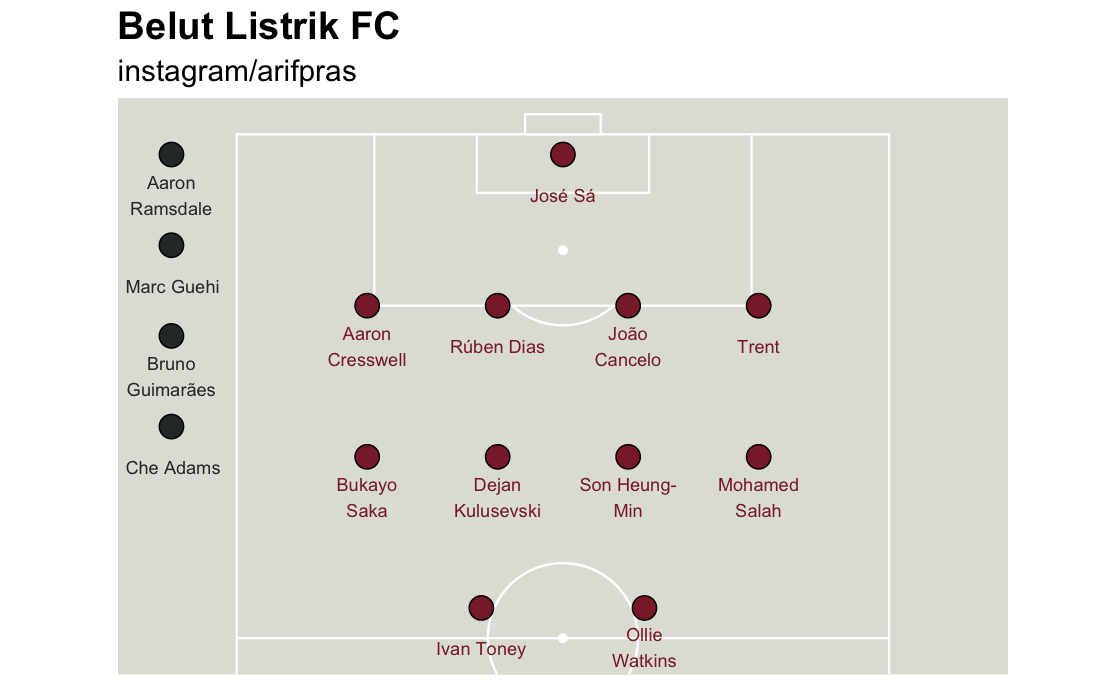 Belut Listrik FC
instagram/arifpras
Aaron
Ramsdale
Marc Guehi
Bruno
Guimarães
Che Adams
José Sá
Aaron
Cresswell
Rúben Dias
João
Cancelo
Trent
Bukayo
Saka
Dejan
Kulusevski
Son Heung-
Min
Mohamed
Salah
Ivan Toney
Ollie
Watkins